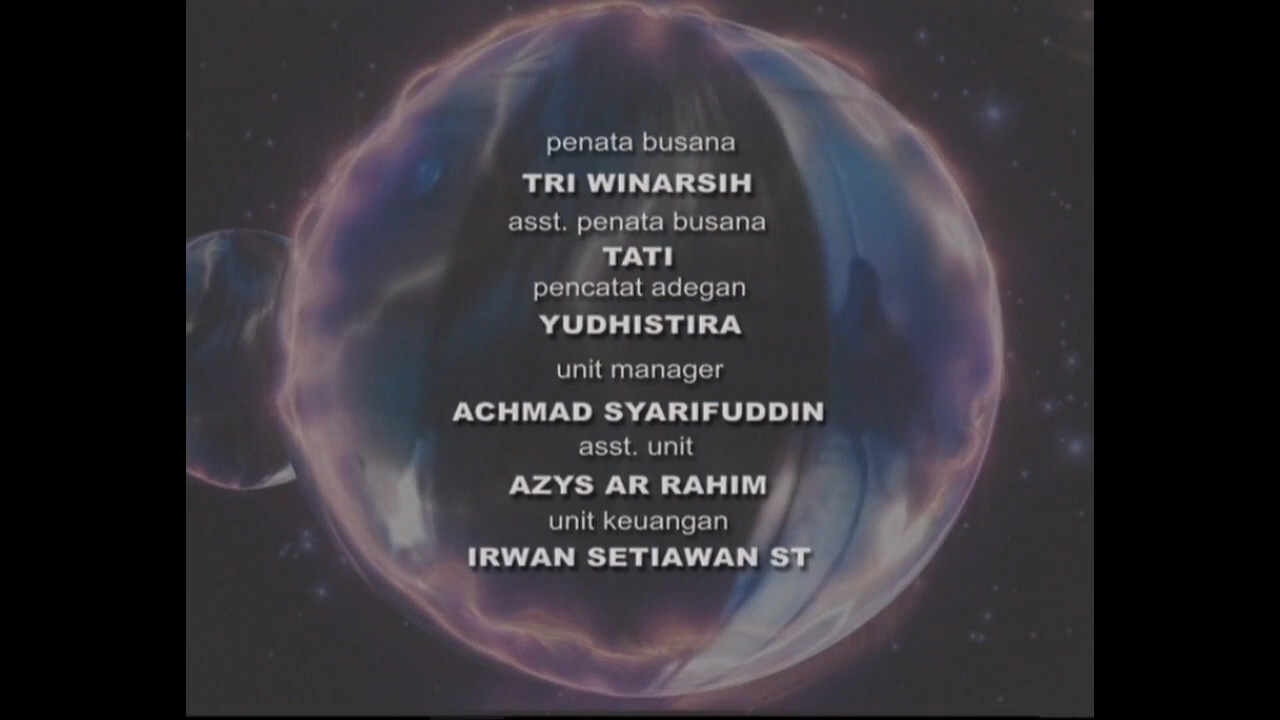 penata busana
TRI WINARSIH
asst. penata busana
TATI
pencatat adegan
YUDHISTIRA
unit manager
ACHMAD SYARIFUDDIN
asst. unit
AZYS AR RAHIM
unit keuangan
IRWAN SETIAWAN ST